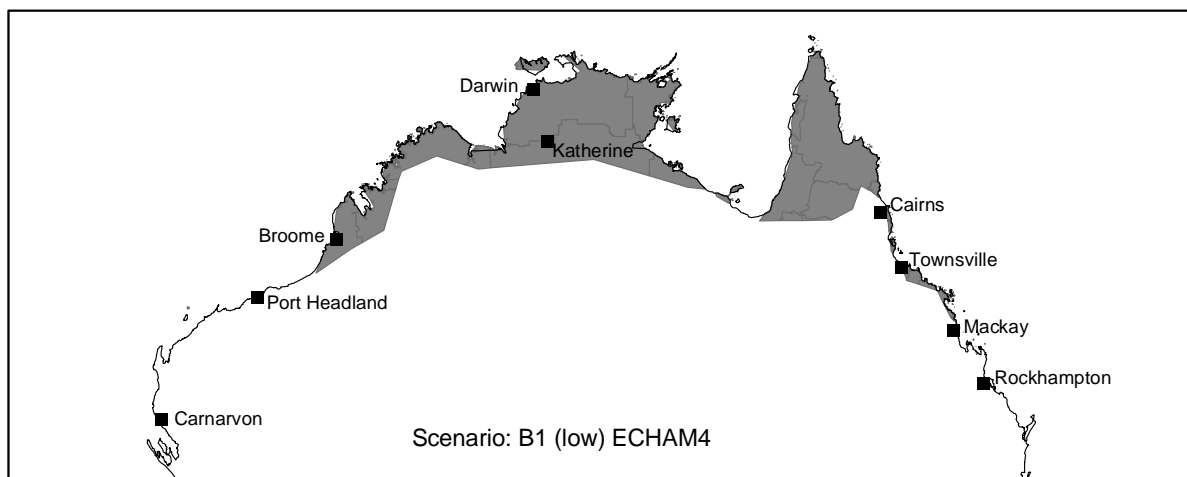 Darwin
Katherine
Cairns
Broome
Townsville
Port Headland
Mackay
Rockhampton
Carnarvon
Scenario: B1 (low) ECHAM4